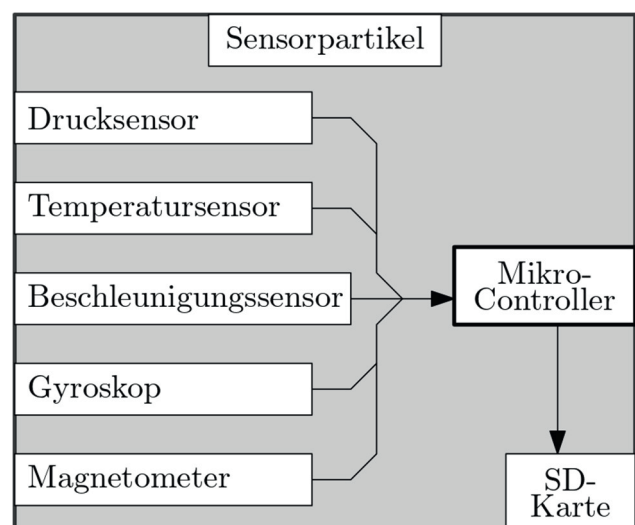 Sensorpartikel
Drucksensor
Temperatursensor
Beschleunigungssensor
Gyroskop
Magnetometer
Mikro-
Controller
SD-
Karte